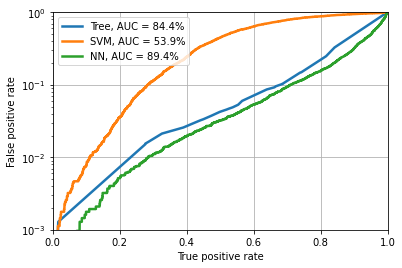 Tree, AUC = 84.4%
SVM, AUC = 53.9%
NN, AUC = 89.4%
False positive rate
10⁰
10⁻¹
10⁻²
10⁻³
0.0 0.2 0.4 0.6 0.8 1.0
True positive rate